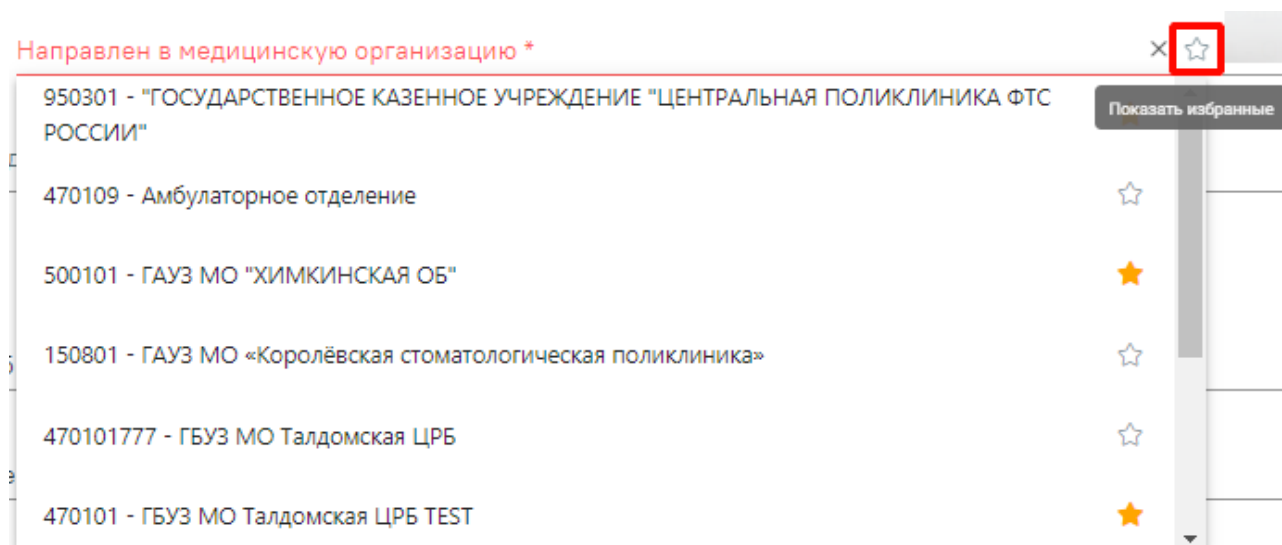 Направлен в медицинскую организацию *
950301 - "ГОСУДАРСТВЕННОЕ КАЗЕННОЕ УЧРЕЖДЕНИЕ "ЦЕНТРАЛЬНАЯ ПОЛИКЛИНИКА ФТС
РОССИИ"
Показать избранные
470109 - Амбулаторное отделение
500101 - ГАУЗ МО "ХИМКИНСКАЯ ОБ"
150801 - ГАУЗ МО «Королёвская стоматологическая поликлиника»
470101777 - ГБУЗ МО Талдомская ЦРБ
470101 - ГБУЗ МО Талдомская ЦРБ TEST